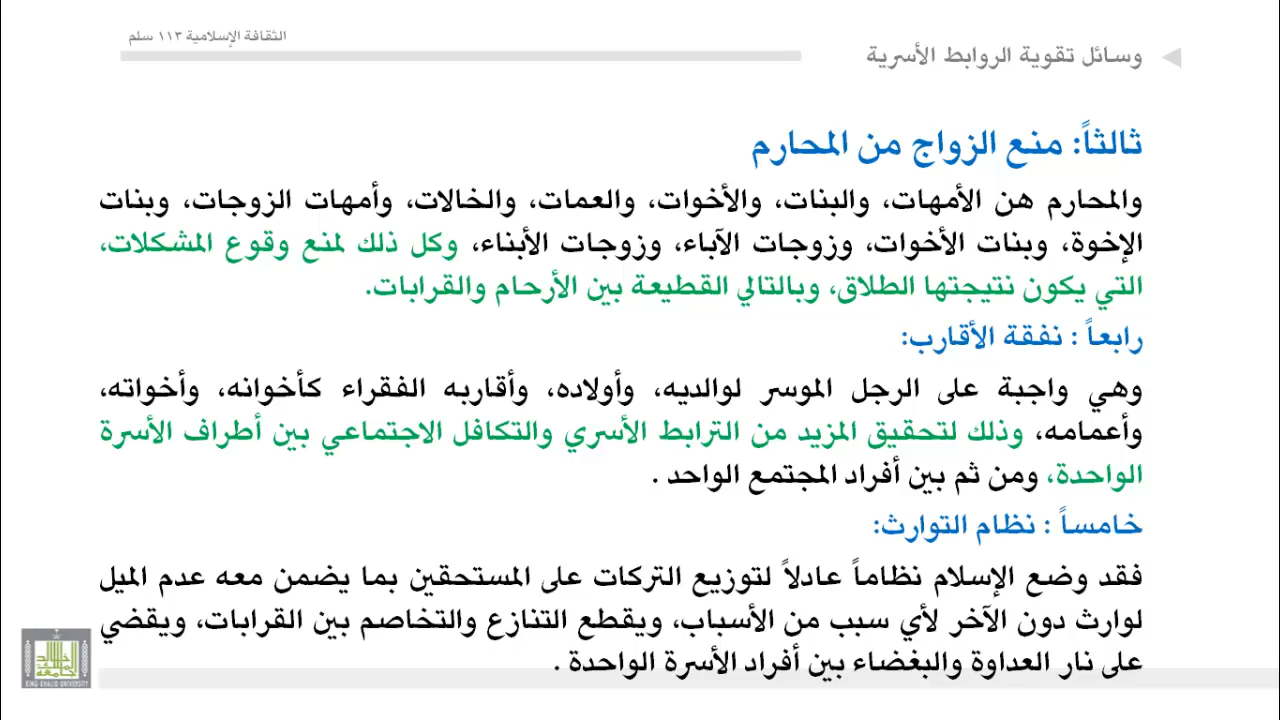 الثقافة الإسلامية ١١٣ سلم
وسائل تقوية الروابط الأسرية
ثالثاً: منع الزواج من المحارم
والمحارم هن الأمهات، والبنات، والأخوات، والعمات، والخالات، وأمهات الزوجات، وبنات
الإخوة، وبنات الأخوات، وزوجات الآباء، وزوجات الأبناء، وكل ذلك لمنع وقوع المشكلات،
التي يكون نتيجتها الطلاق، وبالتالي القطيعة بين الأرحام والقرابات.
رابعاً : نفقة الأقارب:
وهي واجبة على الرجل الموسر لوالديه، وأولاده، وأقاربه الفقراء كأخوانه، وأخواته،
وأعمامه، وذلك لتحقيق المزيد من الترابط الأسري والتكافل الاجتماعي بين أطراف الأسرة
الواحدة، ومن ثم بين أفراد المجتمع الواحد .
خامساً : نظام التوارث:
فقد وضع الإسلام نظاماً عادلاً لتوزيع التركات على المستحقين بما يضمن معه عدم الميل
لوارث دون الآخر لأي سبب من الأسباب، ويقطع التنازع والتخاصم بين القرابات، ويقضي
على نار العداوة والبغضاء بين أفراد الأسرة الواحدة .
جامعة الملك خالد
KING KHALID UNIVERSITY